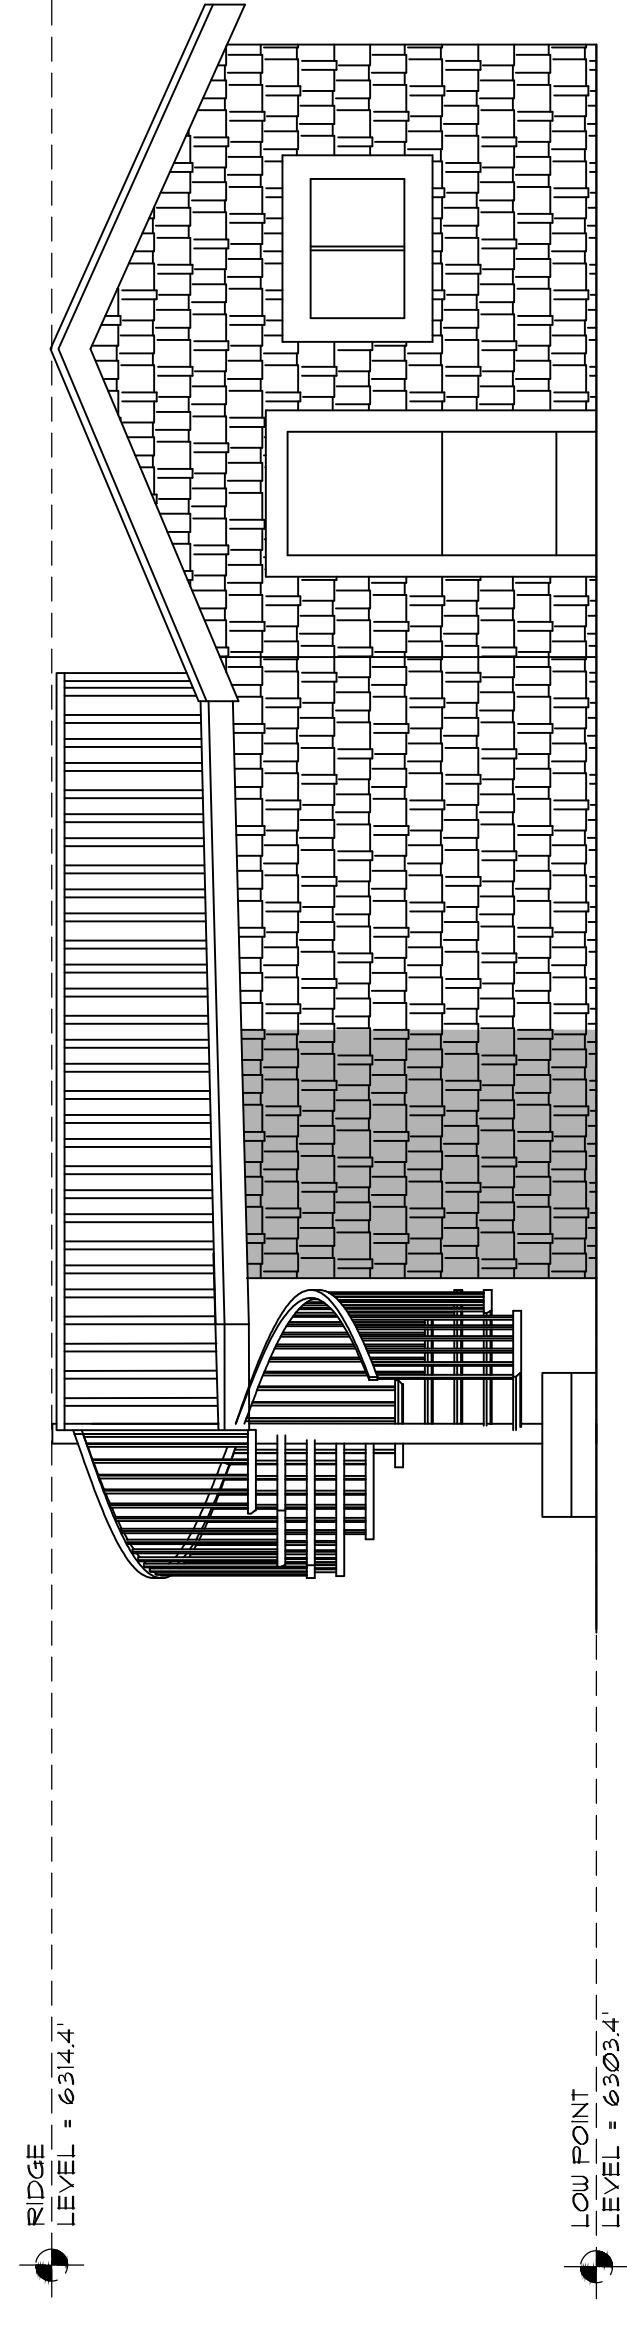 RIDGE
LEVEL = 6314.4'
LOW POINT
LEVEL = 6303.4'